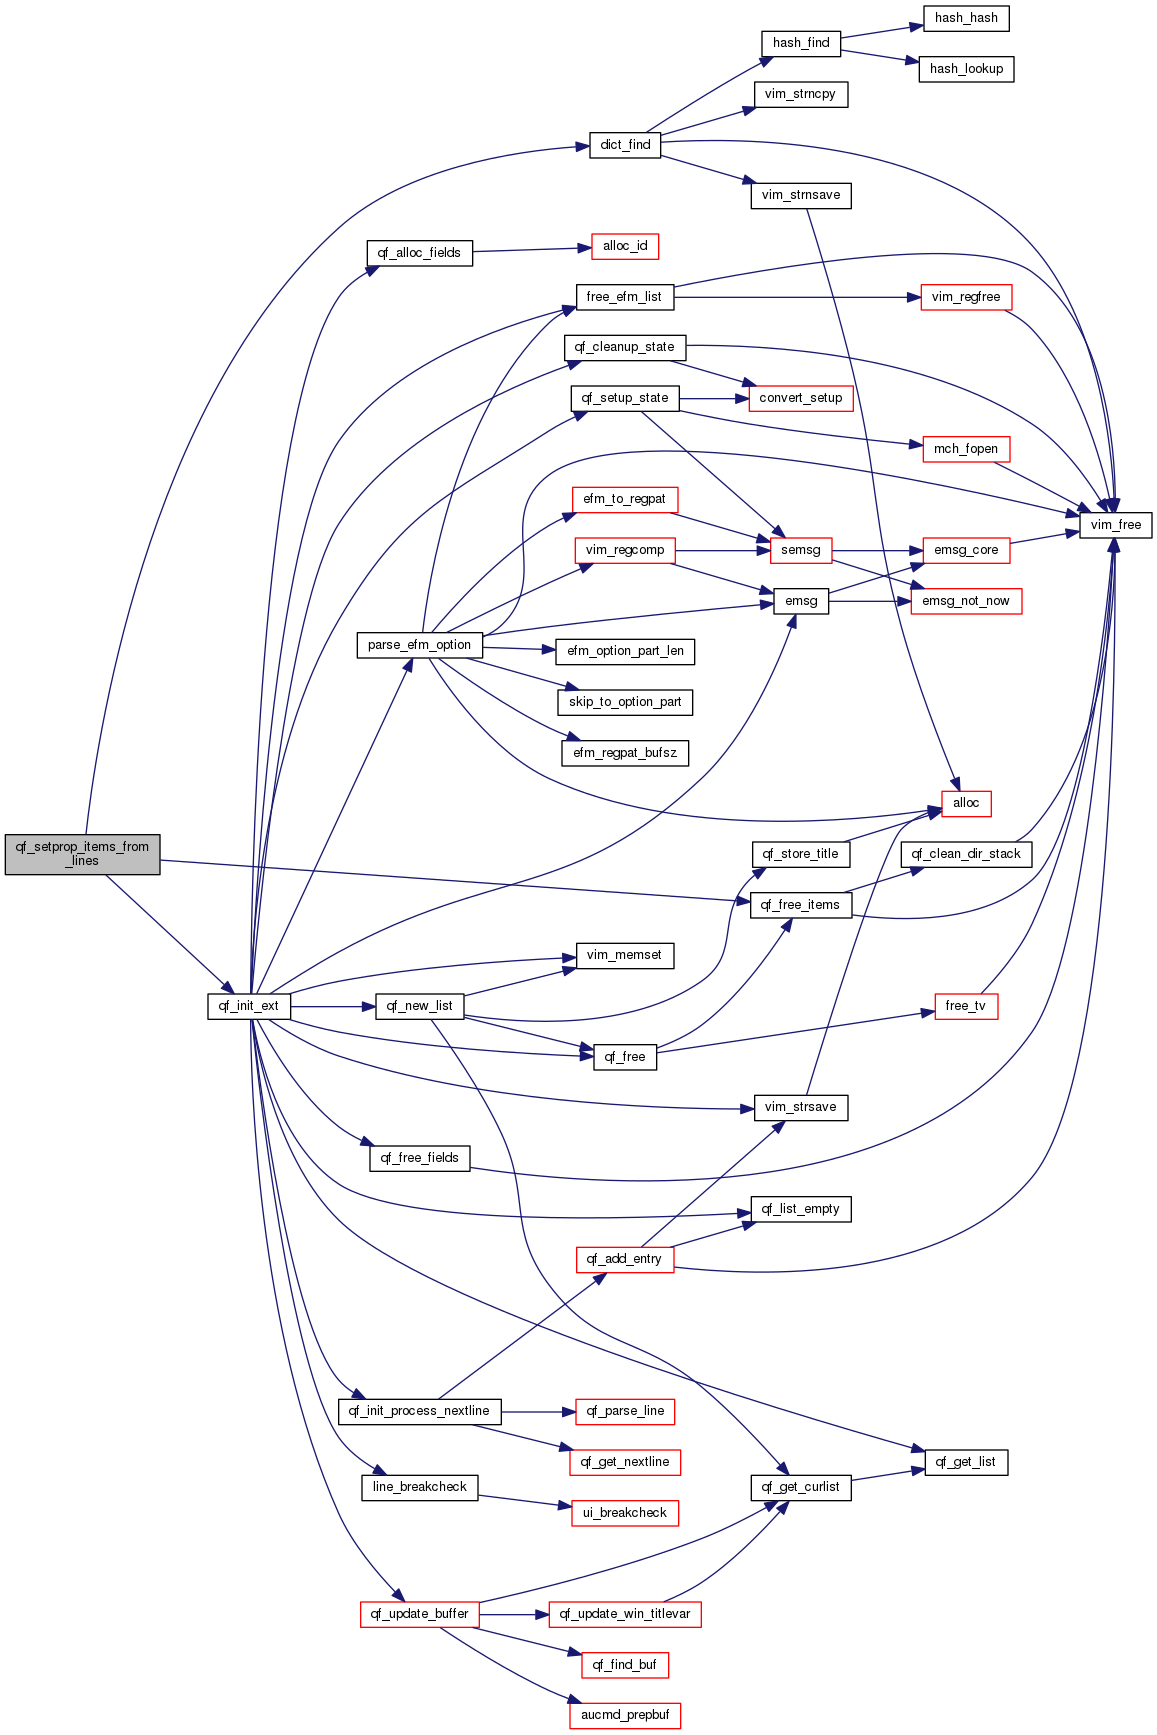 hash_hash
hash_find
hash_lookup
vim_strncpy
dict_find
vim_strnsave
qf_alloc_fields
alloc_id
free_efm_list
vim_regfree
qf_cleanup_state
convert_setup
qf_setup_state
mch_fopen
efm_to_regpat
vim_free
vim_regcomp
semsg
emsg_core
emsg
emsg_not_now
parse_efm_option
efm_option_part_len
skip_to_option_part
efm_regpat_bufsz
alloc
qf_setprop_items_from
_lines
qf_store_title
qf_clean_dir_stack
qf_free_items
vim_memset
qf_init_ext
qf_new_list
free_tv
qf_free
vim_strsave
qf_free_fields
qf_list_empty
qf_add_entry
qf_init_process_nextline
qf_parse_line
qf_get_nextline
qf_get_list
line_breakcheck
qf_get_curlist
ui_breakcheck
qf_update_buffer
qf_update_win_titlevar
qf_find_buf
aucmd_prepbuf